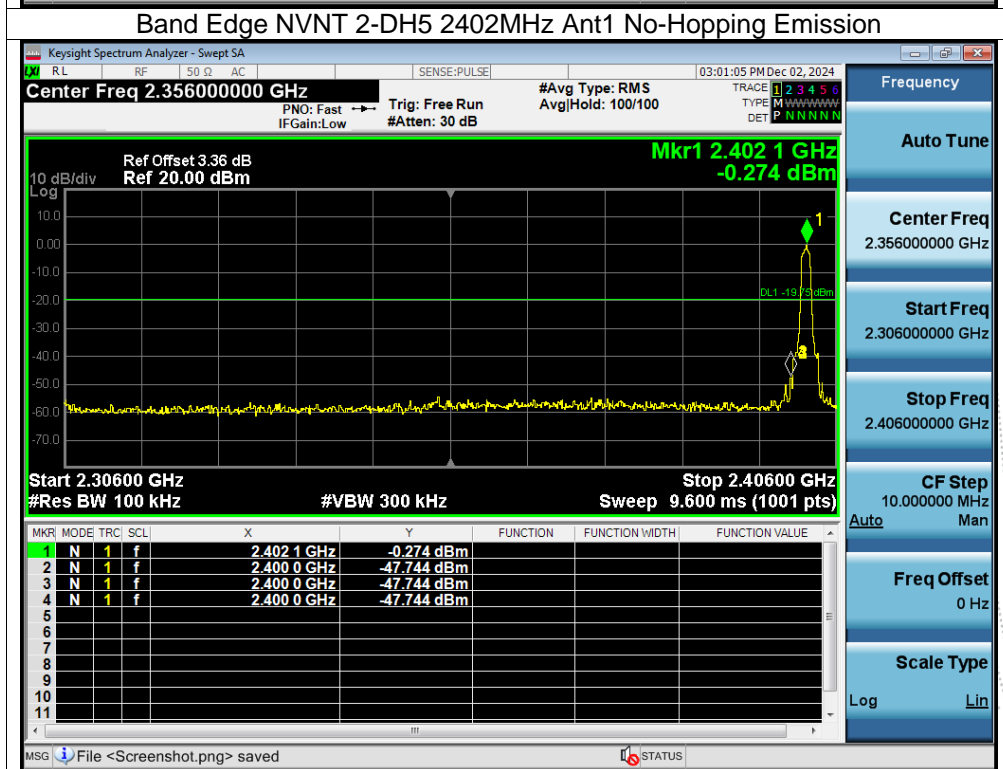 Band Edge NVNT 2-DH5 2402MHz Ant1 No-Hopping Emission
Keysight Spectrum Analyzer - Swept SA
LXI RL RF 50 Ω AC SENSE:PULSE 03:01:05 PM Dec 02, 2024
Center Freq 2.356000000 GHz #Avg Type: RMS TRACE 1 2 3 4 5 6
PNO: Fast Trig: Free Run Avg|Hold: 100/100 TYPE M WWWWW
IFGain:Low #Atten: 30 dB DET P N N N N N
Mkr1 2.402 1 GHz
Ref Offset 3.36 dB
10 dB/div Ref 20.00 dBm -0.274 dBm
Log
10.0
1
0.00
-10.0
DL1 -19.75 dBm
-20.0
-30.0
-40.0
-50.0
-60.0
-70.0
Start 2.30600 GHz Stop 2.40600 GHz
#Res BW 100 kHz #VBW 300 kHz Sweep 9.600 ms (1001 pts)
MKR MODE TRC SCL X Y FUNCTION FUNCTION WIDTH FUNCTION VALUE
1 N 1 f 2.402 1 GHz -0.274 dBm
2 N 1 f 2.400 0 GHz -47.744 dBm
3 N 1 f 2.400 0 GHz -47.744 dBm
4 N 1 f 2.400 0 GHz -47.744 dBm
5
6
7
8
9
10
11
MSG File <Screenshot.png> saved STATUS
Frequency
Auto Tune
Center Freq
2.356000000 GHz
Start Freq
2.306000000 GHz
Stop Freq
2.406000000 GHz
CF Step
10.000000 MHz
Auto Man
Freq Offset
0 Hz
Scale Type
Log Lin